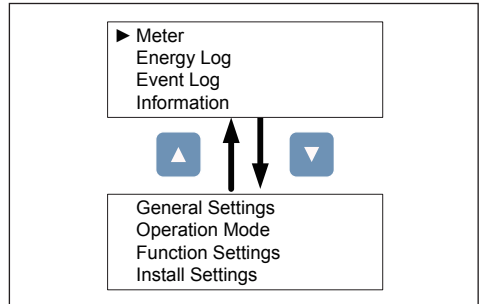 ► Meter
Energy Log
Event Log
Information
▲ ▼
General Settings
Operation Mode
Function Settings
Install Settings